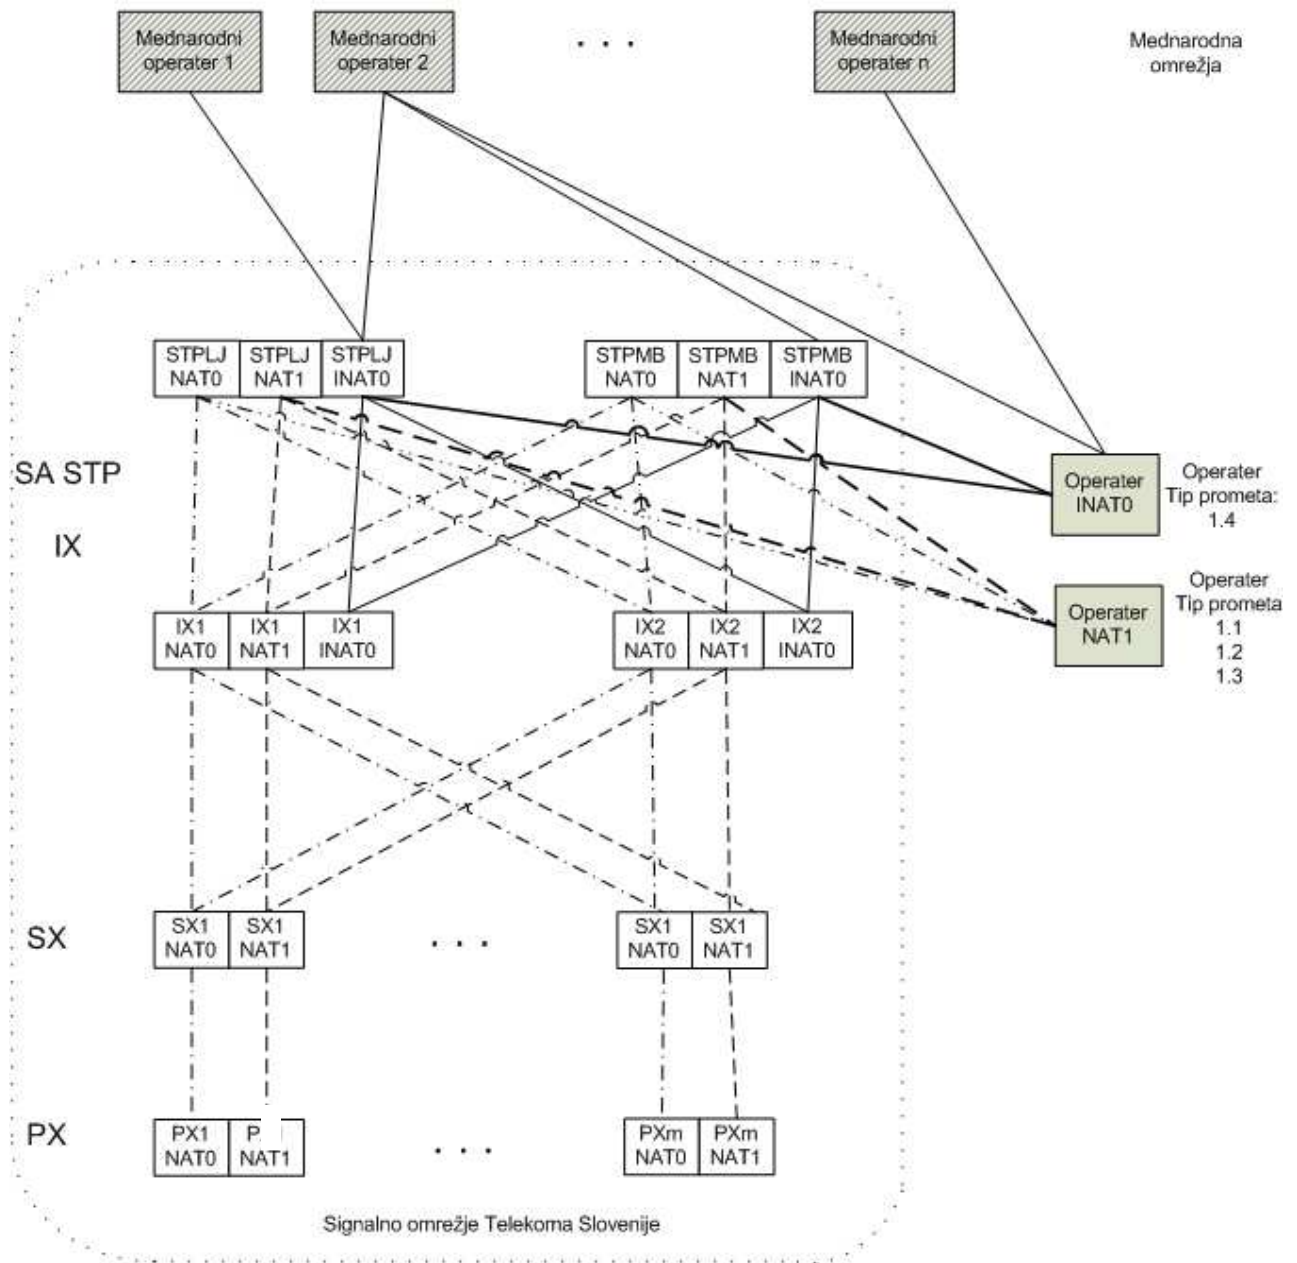 Mednarodni
operater 1
Mednarodni
operater 2
. . .
Mednarodni
operater n
Mednarodna
omrežja
STPLJ
NAT0
STPLJ
NAT1
STPLJ
INAT0
STPMB
NAT0
STPMB
NAT1
STPMB
INAT0
SA STP
IX
Operater
INAT0
Operater
Tip prometa:
1.4
Operater
NAT1
Operater
Tip prometa
1.1
1.2
1.3
IX1
NAT0
IX1
NAT1
IX1
INAT0
IX2
NAT0
IX2
NAT1
IX2
INAT0
SX
SX1
NAT0
SX1
NAT1
. . .
SX1
NAT0
SX1
NAT1
PX
PX1
NAT0
NAT1
. . .
PXm
NAT0
PXm
NAT1
Signalno omrežje Telekoma Slovenije